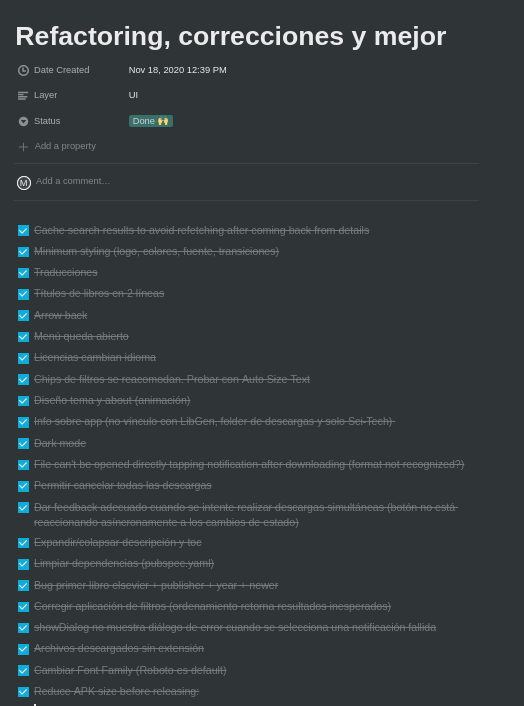 Refactoring, correcciones y mejor
Date Created Nov 18, 2020 12:39 PM
Layer UI
Status Done 🙌
Add a property
M Add a comment…
Cache search results to avoid refetching after coming back from details
Minimum styling (logo, colores, fuente, transiciones)
Traducciones
Títulos de libros en 2 líneas
Arrow back
Menú queda abierto
Licencias cambian idioma
Chips de filtros se reacomodan. Probar con Auto Size Text
Diseño tema y about (animación)
Info sobre app (no vínculo con LibGen, folder de descargas y solo Sci-Tech)
Dark mode
File can't be opened directly tapping notification after downloading (format not recognized?)
Permitir cancelar todas las descargas
Dar feedback adecuado cuando se intente realizar descargas simultáneas (botón no está
reaccionando asíncronamente a los cambios de estado)
Expandir/colapsar descripción y toc
Limpiar dependencias (pubspec.yaml)
Bug primer libro elsevier + publisher + year + newer
Corregir aplicación de filtros (ordenamiento retorna resultados inesperados)
showDialog no muestra diálogo de error cuando se selecciona una notificación fallida
Archivos descargados sin extensión
Cambiar Font Family (Roboto es default)
Reduce APK size before releasing: